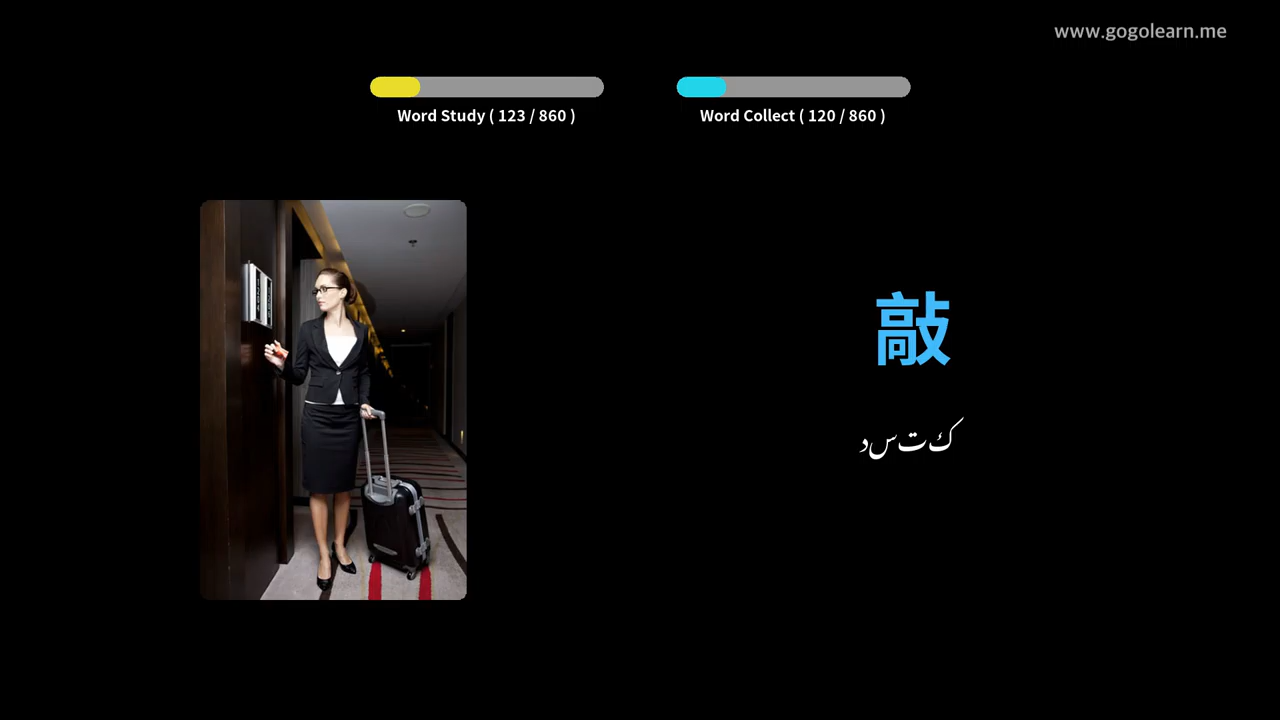 www.gogolearn.me
Word Study ( 123 / 860 )
Word Collect ( 120 / 860 )
敲
ك ت س د